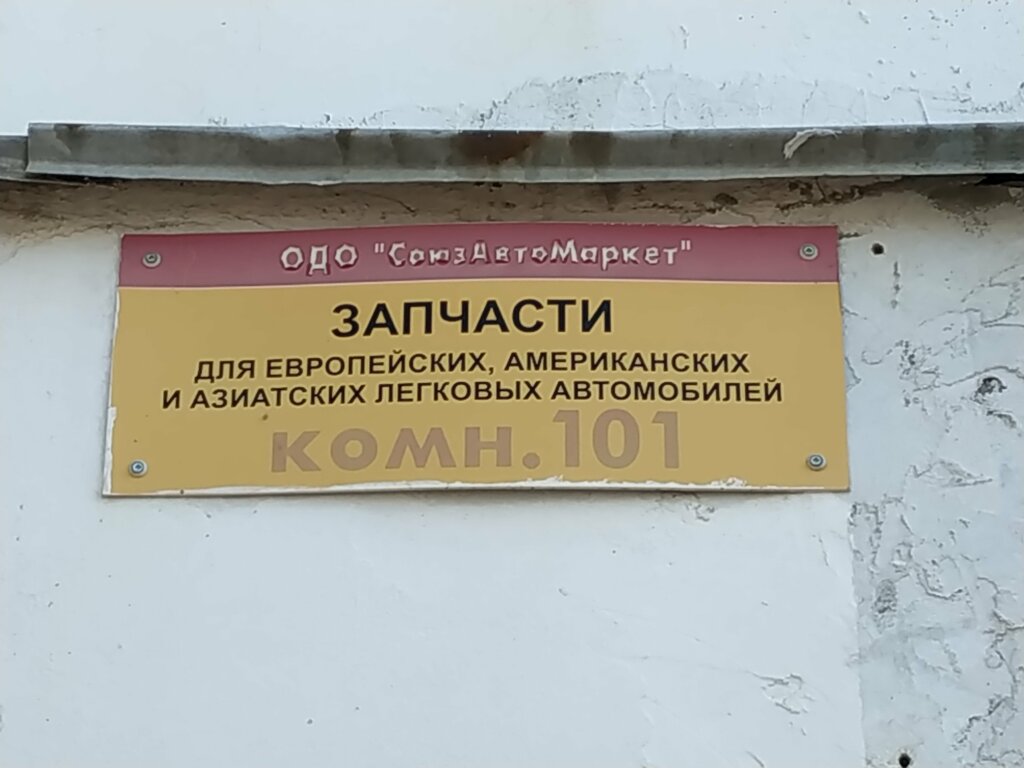 ОДО "СоюзАвтоМаркет"
ЗАПЧАСТИ
ДЛЯ ЕВРОПЕЙСКИХ, АМЕРИКАНСКИХ
И АЗИАТСКИХ ЛЕГКОВЫХ АВТОМОБИЛЕЙ
комн.101